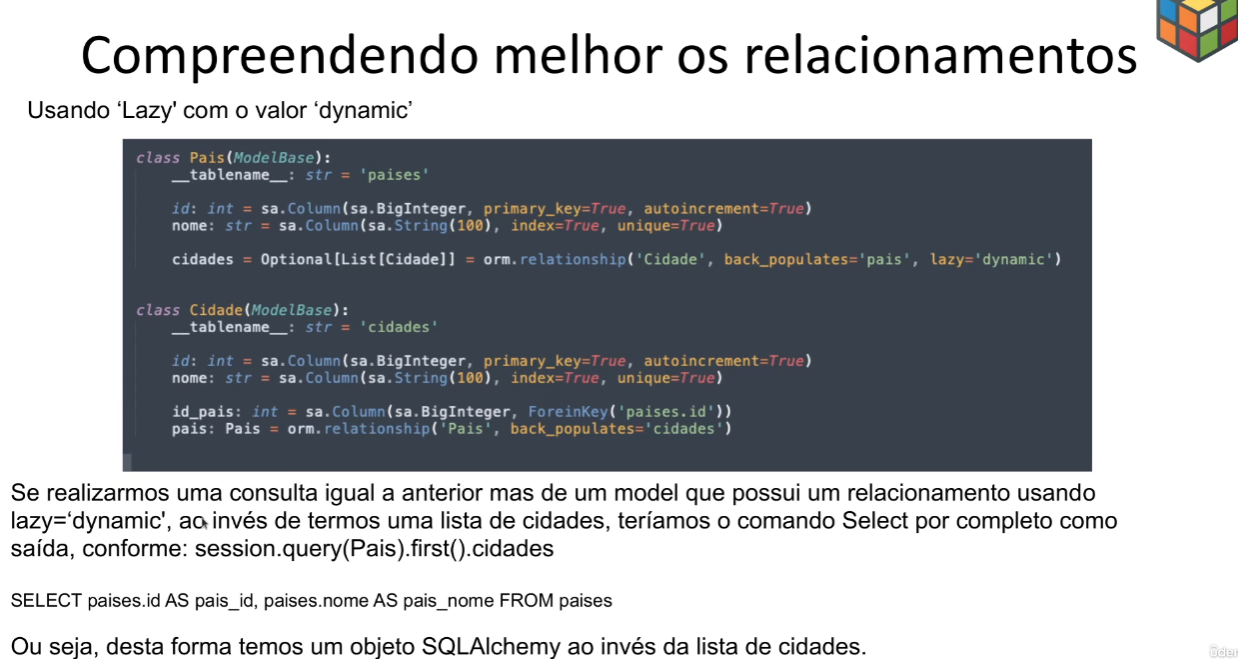 Compreendendo melhor os relacionamentos
Usando ‘Lazy' com o valor ‘dynamic’
class Pais(ModelBase):
__tablename__: str = 'paises'
id: int = sa.Column(sa.BigInteger, primary_key=True, autoincrement=True)
nome: str = sa.Column(sa.String(100), index=True, unique=True)
cidades = Optional[List[Cidade]] = orm.relationship('Cidade', back_populates='pais', lazy='dynamic')
class Cidade(ModelBase):
__tablename__: str = 'cidades'
id: int = sa.Column(sa.BigInteger, primary_key=True, autoincrement=True)
nome: str = sa.Column(sa.String(100), index=True, unique=True)
id_pais: int = sa.Column(sa.BigInteger, ForeinKey('paises.id'))
pais: Pais = orm.relationship('Pais', back_populates='cidades')
Se realizarmos uma consulta igual a anterior mas de um model que possui um relacionamento usando
lazy=‘dynamic', ao invés de termos uma lista de cidades, teríamos o comando Select por completo como
saída, conforme: session.query(Pais).first().cidades
SELECT paises.id AS pais_id, paises.nome AS pais_nome FROM paises
Ou seja, desta forma temos um objeto SQLAlchemy ao invés da lista de cidades.